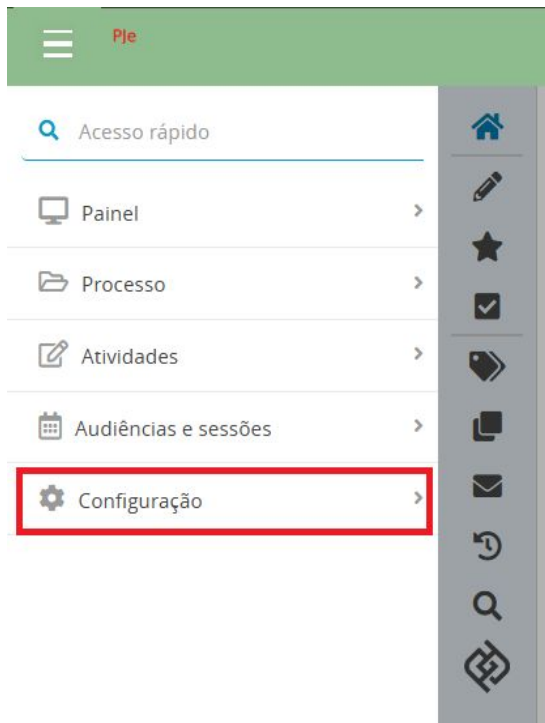 PJe
Acesso rápido
Painel
Processo
Atividades
Audiências e sessões
Configuração